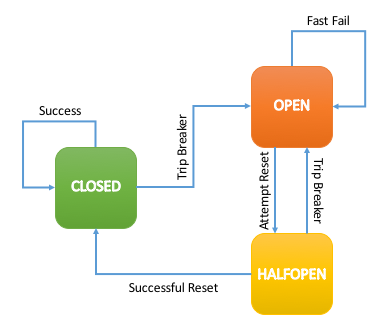 Fast Fail
OPEN
Success
Trip Breaker
CLOSED
Attempt Reset
Trip Breaker
HALFOPEN
Successful Reset